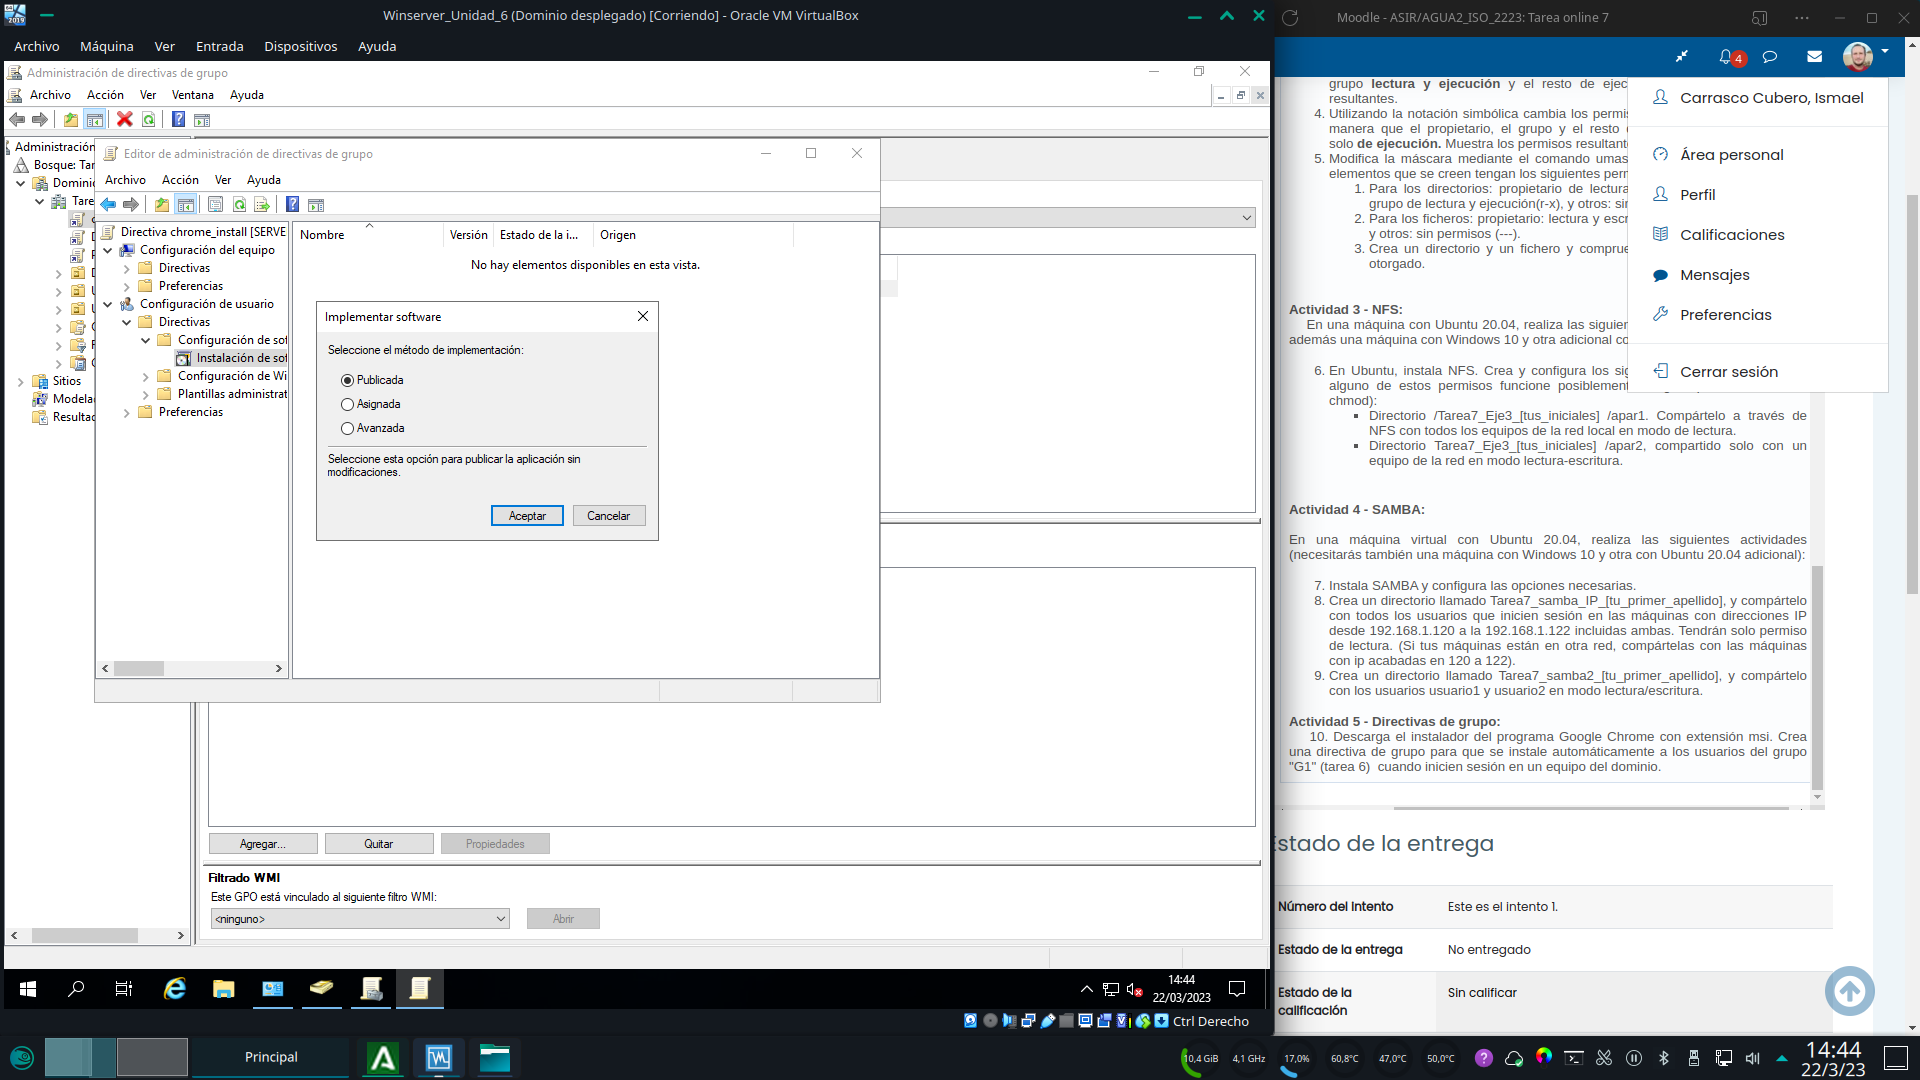 Winserver_Unidad_6 (Dominio desplegado) [Corriendo] - Oracle VM VirtualBox
Archivo Máquina Ver Entrada Dispositivos Ayuda
Administración de directivas de grupo
Archivo Acción Ver Ventana Ayuda
Administración
Bosque: Tar
Domini
Tare
Sitios
Modela
Resultad
Editor de administración de directivas de grupo
Archivo Acción Ver Ayuda
Directiva chrome_install [SERVE
Configuración del equipo
Directivas
Preferencias
Configuración de usuario
Directivas
Configuración de sof
Instalación de sof
Configuración de Wi
Plantillas administrat
Preferencias
Nombre Versión Estado de la i... Origen
No hay elementos disponibles en esta vista.
Implementar software
Seleccione el método de implementación:
Publicada
Asignada
Avanzada
Seleccione esta opción para publicar la aplicación sin
modificaciones.
Aceptar Cancelar
Agregar... Quitar Propiedades
Filtrado WMI
Este GPO está vinculado al siguiente filtro WMI:
<ninguno> Abrir
14:44
22/03/2023
Ctrl Derecho
Moodle - ASIR/AGUA2_ISO_2223: Tarea online 7
4
Carrasco Cubero, Ismael
Área personal
Perfil
Calificaciones
Mensajes
Preferencias
Cerrar sesión
grupo lectura y ejecución y el resto de ejec
resultantes.
4. Utilizando la notación simbólica cambia los permis
manera que el propietario, el grupo y el resto
solo de ejecución. Muestra los permisos resultant
5. Modifica la máscara mediante el comando umas
elementos que se creen tengan los siguientes perm
1. Para los directorios: propietario de lectura
grupo de lectura y ejecución(r-x), y otros: sin
2. Para los ficheros: propietario: lectura y escr
y otros: sin permisos (---).
3. Crea un directorio y un fichero y comprue
otorgado.
Actividad 3 - NFS:
En una máquina con Ubuntu 20.04, realiza las siguien
además una máquina con Windows 10 y otra adicional co
6. En Ubuntu, instala NFS. Crea y configura los sig
alguno de estos permisos funcione posiblement
chmod):
Directorio /Tarea7_Eje3_[tus_iniciales] /apar1. Compártelo a través de
NFS con todos los equipos de la red local en modo de lectura.
Directorio Tarea7_Eje3_[tus_iniciales] /apar2, compartido solo con un
equipo de la red en modo lectura-escritura.
Actividad 4 - SAMBA:
En una máquina virtual con Ubuntu 20.04, realiza las siguientes actividades
(necesitarás también una máquina con Windows 10 y otra con Ubuntu 20.04 adicional):
7. Instala SAMBA y configura las opciones necesarias.
8. Crea un directorio llamado Tarea7_samba_IP_[tu_primer_apellido], y compártelo
con todos los usuarios que inicien sesión en las máquinas con direcciones IP
desde 192.168.1.120 a la 192.168.1.122 incluidas ambas. Tendrán solo permiso
de lectura. (Si tus máquinas están en otra red, compártelas con las máquinas
con ip acabadas en 120 a 122).
9. Crea un directorio llamado Tarea7_samba2_[tu_primer_apellido], y compártelo
con los usuarios usuario1 y usuario2 en modo lectura/escritura.
Actividad 5 - Directivas de grupo:
10. Descarga el instalador del programa Google Chrome con extensión msi. Crea
una directiva de grupo para que se instale automáticamente a los usuarios del grupo
"G1" (tarea 6) cuando inicien sesión en un equipo del dominio.
Estado de la entrega
Número del Intento Este es el intento 1.
Estado de la entrega No entregado
Estado de la
calificación
Sin calificar
Principal
10,4 GiB 4,1 GHz 17,0% 60,8°C 47,0°C 50,0°C
14:44
22/3/23